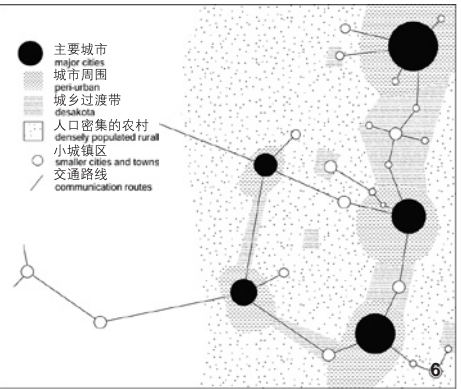 主要城市
major cities
城市周围
peri-urban
城乡过渡带
desakota
人口密集的农村
densely populated rural
小城镇区
smaller cities and towns
交通路线
communication routes
6